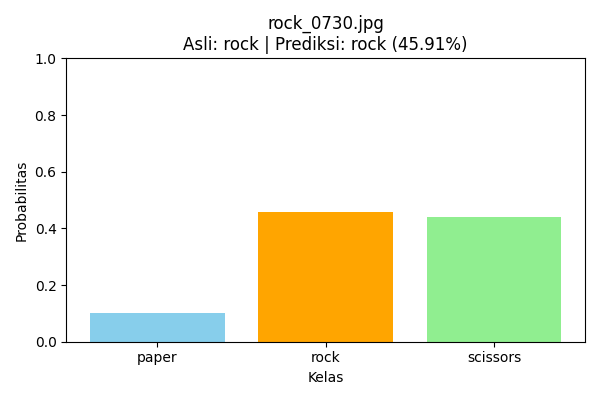 rock_0730.jpg
Asli: rock | Prediksi: rock (45.91%)
1.0
0.8
0.6
0.4
0.2
0.0
Probabilitas
paper rock scissors
Kelas